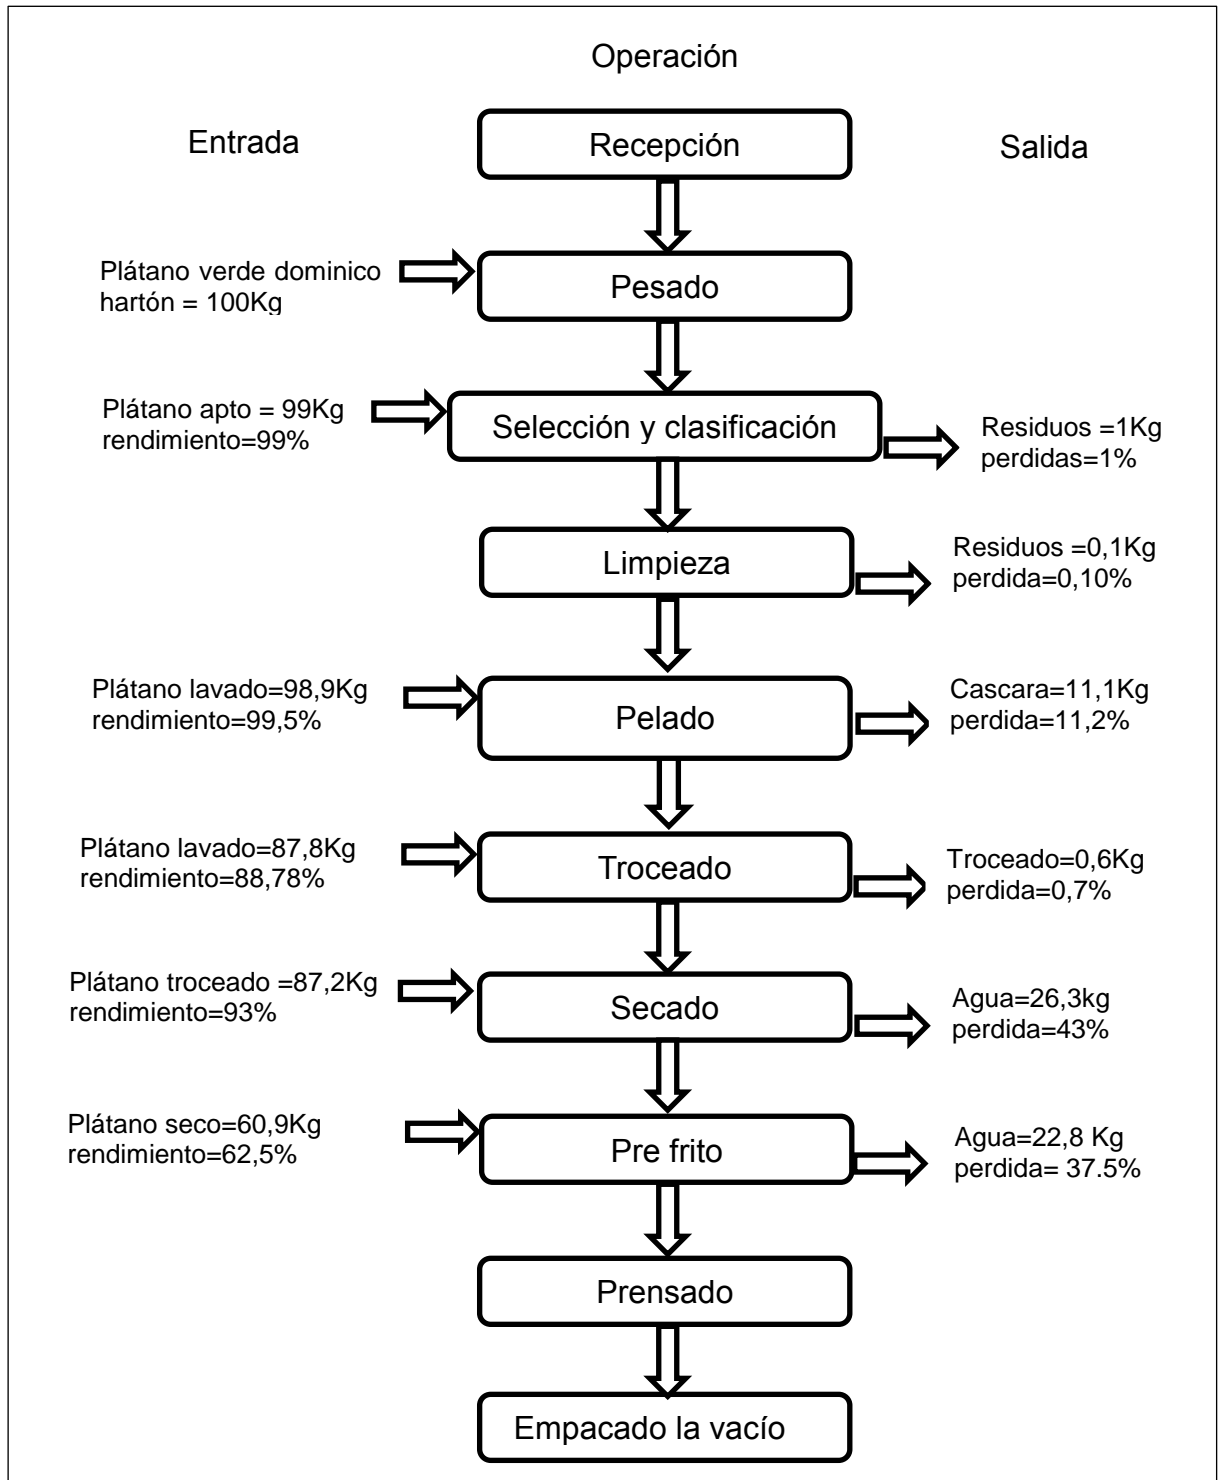 Operación
Entrada
Recepción
Salida
Plátano verde dominico
hartón = 100Kg
Pesado
Plátano apto = 99Kg
rendimiento=99%
Selección y clasificación
Residuos =1Kg
perdidas=1%
Limpieza
Residuos =0,1Kg
perdida=0,10%
Plátano lavado=98,9Kg
rendimiento=99,5%
Pelado
Cascara=11,1Kg
perdida=11,2%
Plátano lavado=87,8Kg
rendimiento=88,78%
Troceado
Troceado=0,6Kg
perdida=0,7%
Plátano troceado =87,2Kg
rendimiento=93%
Secado
Agua=26,3kg
perdida=43%
Plátano seco=60,9Kg
rendimiento=62,5%
Pre frito
Agua=22,8 Kg
perdida= 37.5%
Prensado
Empacado la vacío